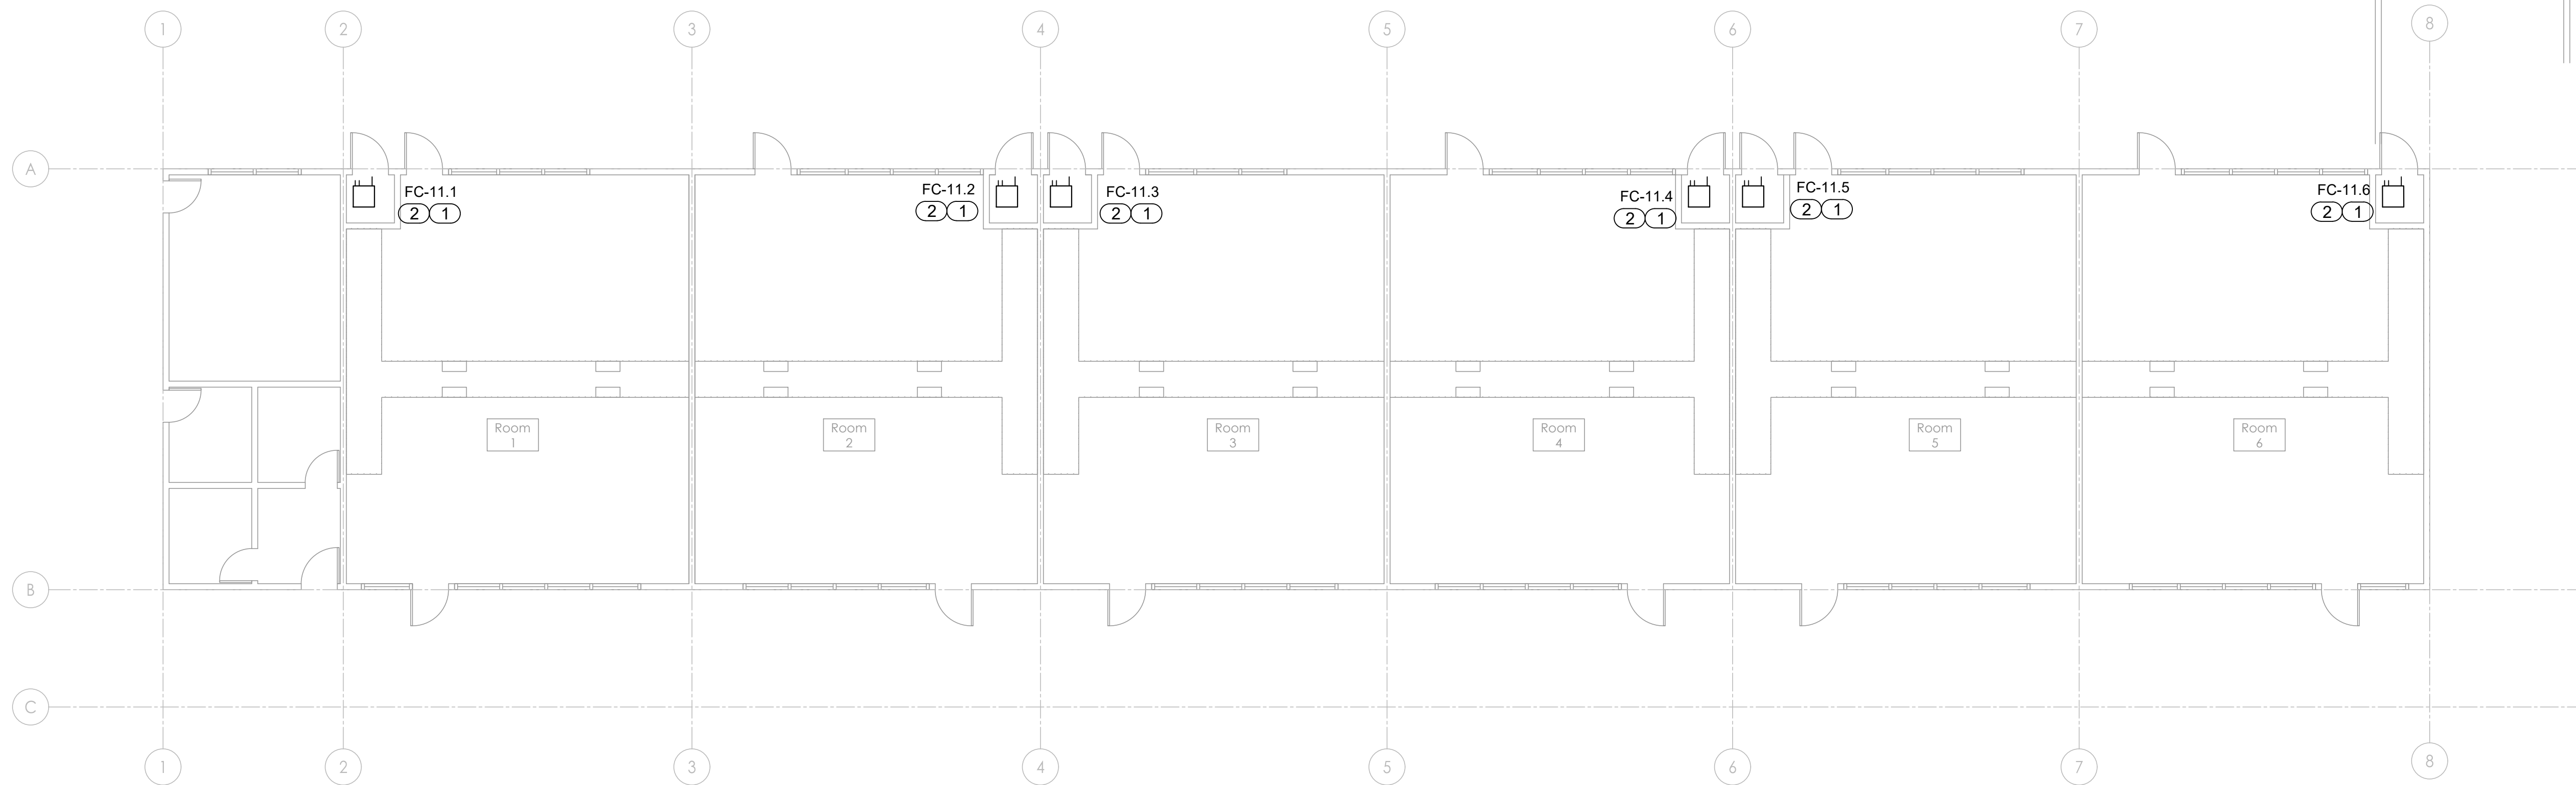 1 2 3 4 5 6 7 8
A
FC-11.1 FC-11.2 FC-11.3 FC-11.4 FC-11.5 FC-11.6
2 1 2 1 2 1 2 1 2 1 2 1
Room Room Room Room Room Room
1 2 3 4 5 6
B
C
1 2 3 4 5 6 7 8